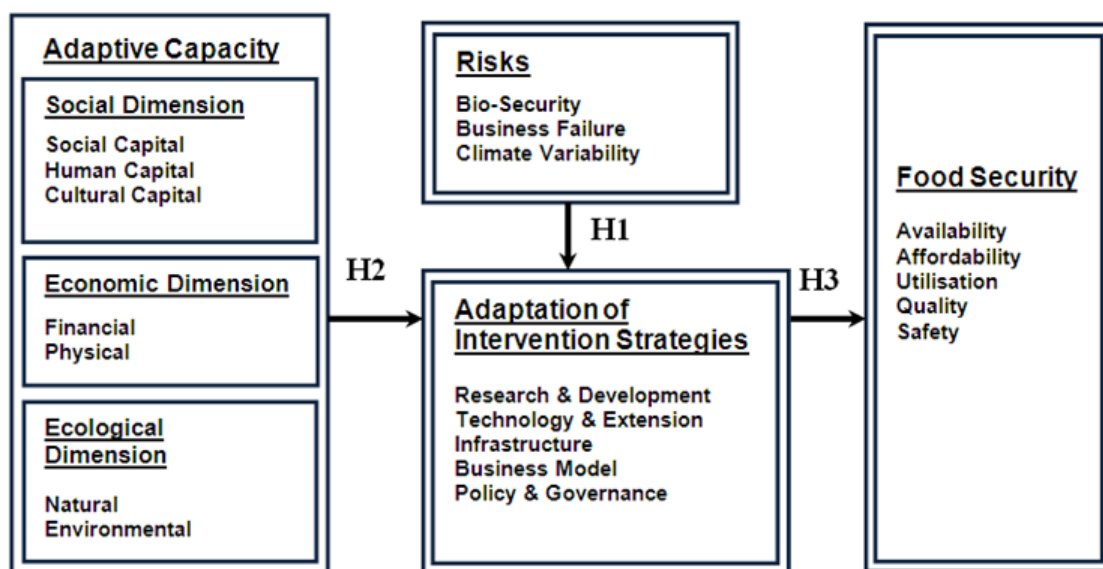 Adaptive Capacity
Social Dimension
Social Capital
Human Capital
Cultural Capital
Economic Dimension
Financial
Physical
Ecological
Dimension
Natural
Environmental
H2
Risks
Bio-Security
Business Failure
Climate Variability
H1
Adaptation of
Intervention Strategies
Research & Development
Technology & Extension
Infrastructure
Business Model
Policy & Governance
H3
Food Security
Availability
Affordability
Utilisation
Quality
Safety